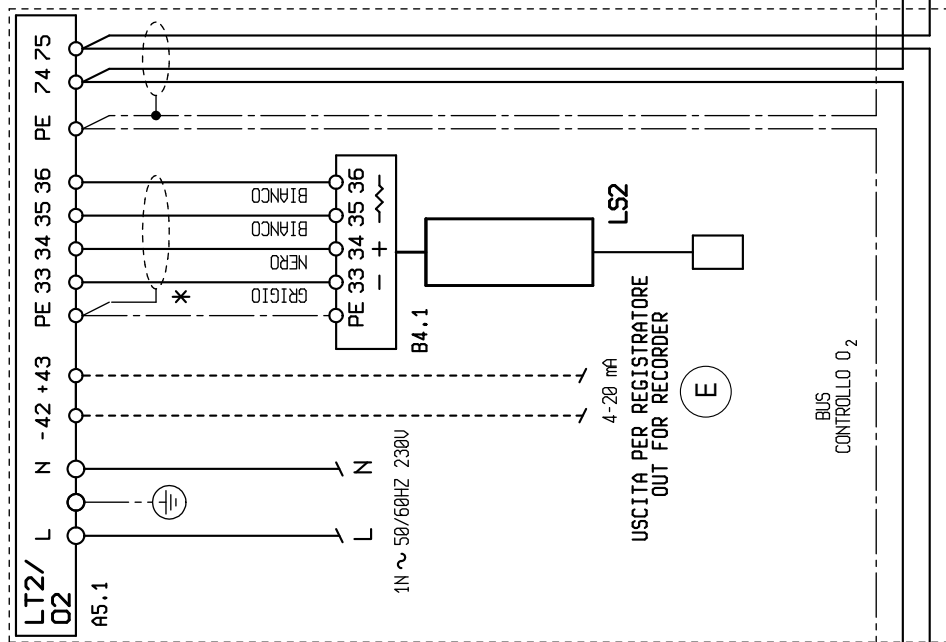 LT2/
O2
A5.1
L
N
-42
+43
PE
33
34
35
36
PE
74
75
L
N
1N ~ 50/60HZ 230V
4-20 mA
USCITA PER REGISTRATORE
OUT FOR RECORDER
E
*
GRIGIO
NERO
BIANCO
BIANCO
PE 33 34 35 36
- +
B4.1
LS2
BUS
CONTROLLO O2